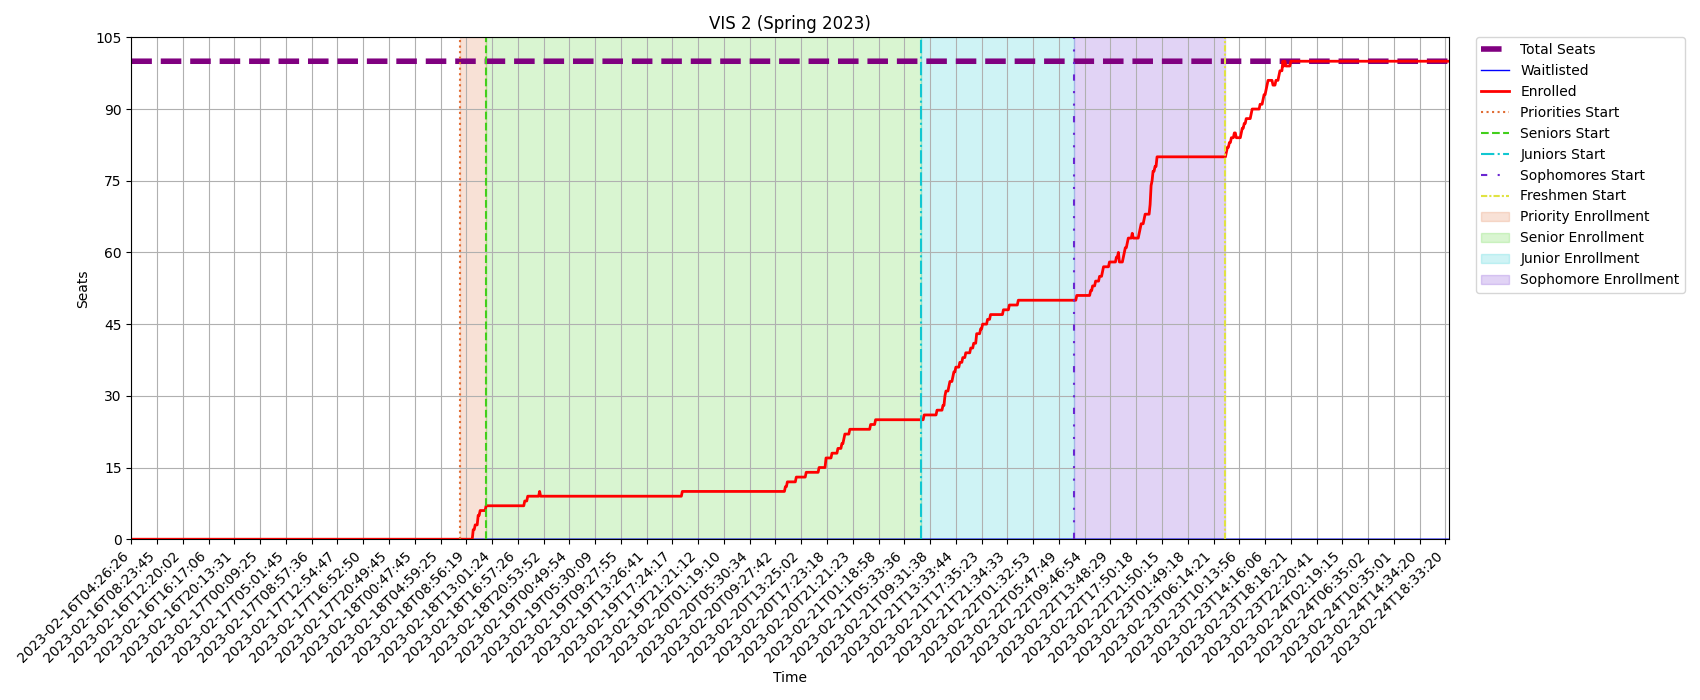 VIS 2 (Spring 2023)
105
90
75
60
45
30
15
0
Seats
2023-02-16T04:26:26
2023-02-16T08:23:45
2023-02-16T12:20:02
2023-02-16T16:17:06
2023-02-16T20:13:31
2023-02-17T00:09:25
2023-02-17T05:01:45
2023-02-17T08:57:36
2023-02-17T12:54:47
2023-02-17T16:52:50
2023-02-17T20:49:45
2023-02-18T00:47:45
2023-02-18T04:59:25
2023-02-18T08:56:19
2023-02-18T13:01:24
2023-02-18T16:57:26
2023-02-18T20:53:52
2023-02-19T00:49:54
2023-02-19T05:30:09
2023-02-19T09:27:55
2023-02-19T13:26:41
2023-02-19T17:24:17
2023-02-19T21:21:12
2023-02-20T01:19:10
2023-02-20T05:30:34
2023-02-20T09:27:42
2023-02-20T13:25:02
2023-02-20T17:23:18
2023-02-20T21:21:23
2023-02-21T01:18:58
2023-02-21T05:33:36
2023-02-21T09:31:38
2023-02-21T13:33:44
2023-02-21T17:35:23
2023-02-21T21:34:33
2023-02-22T01:32:53
2023-02-22T05:47:49
2023-02-22T09:46:54
2023-02-22T13:48:29
2023-02-22T17:50:18
2023-02-22T21:50:15
2023-02-23T01:49:18
2023-02-23T06:14:21
2023-02-23T10:13:56
2023-02-23T14:16:06
2023-02-23T18:18:21
2023-02-23T22:20:41
2023-02-24T02:19:15
2023-02-24T06:35:02
2023-02-24T10:35:01
2023-02-24T14:34:20
2023-02-24T18:33:20
Time
Total Seats
Waitlisted
Enrolled
Priorities Start
Seniors Start
Juniors Start
Sophomores Start
Freshmen Start
Priority Enrollment
Senior Enrollment
Junior Enrollment
Sophomore Enrollment